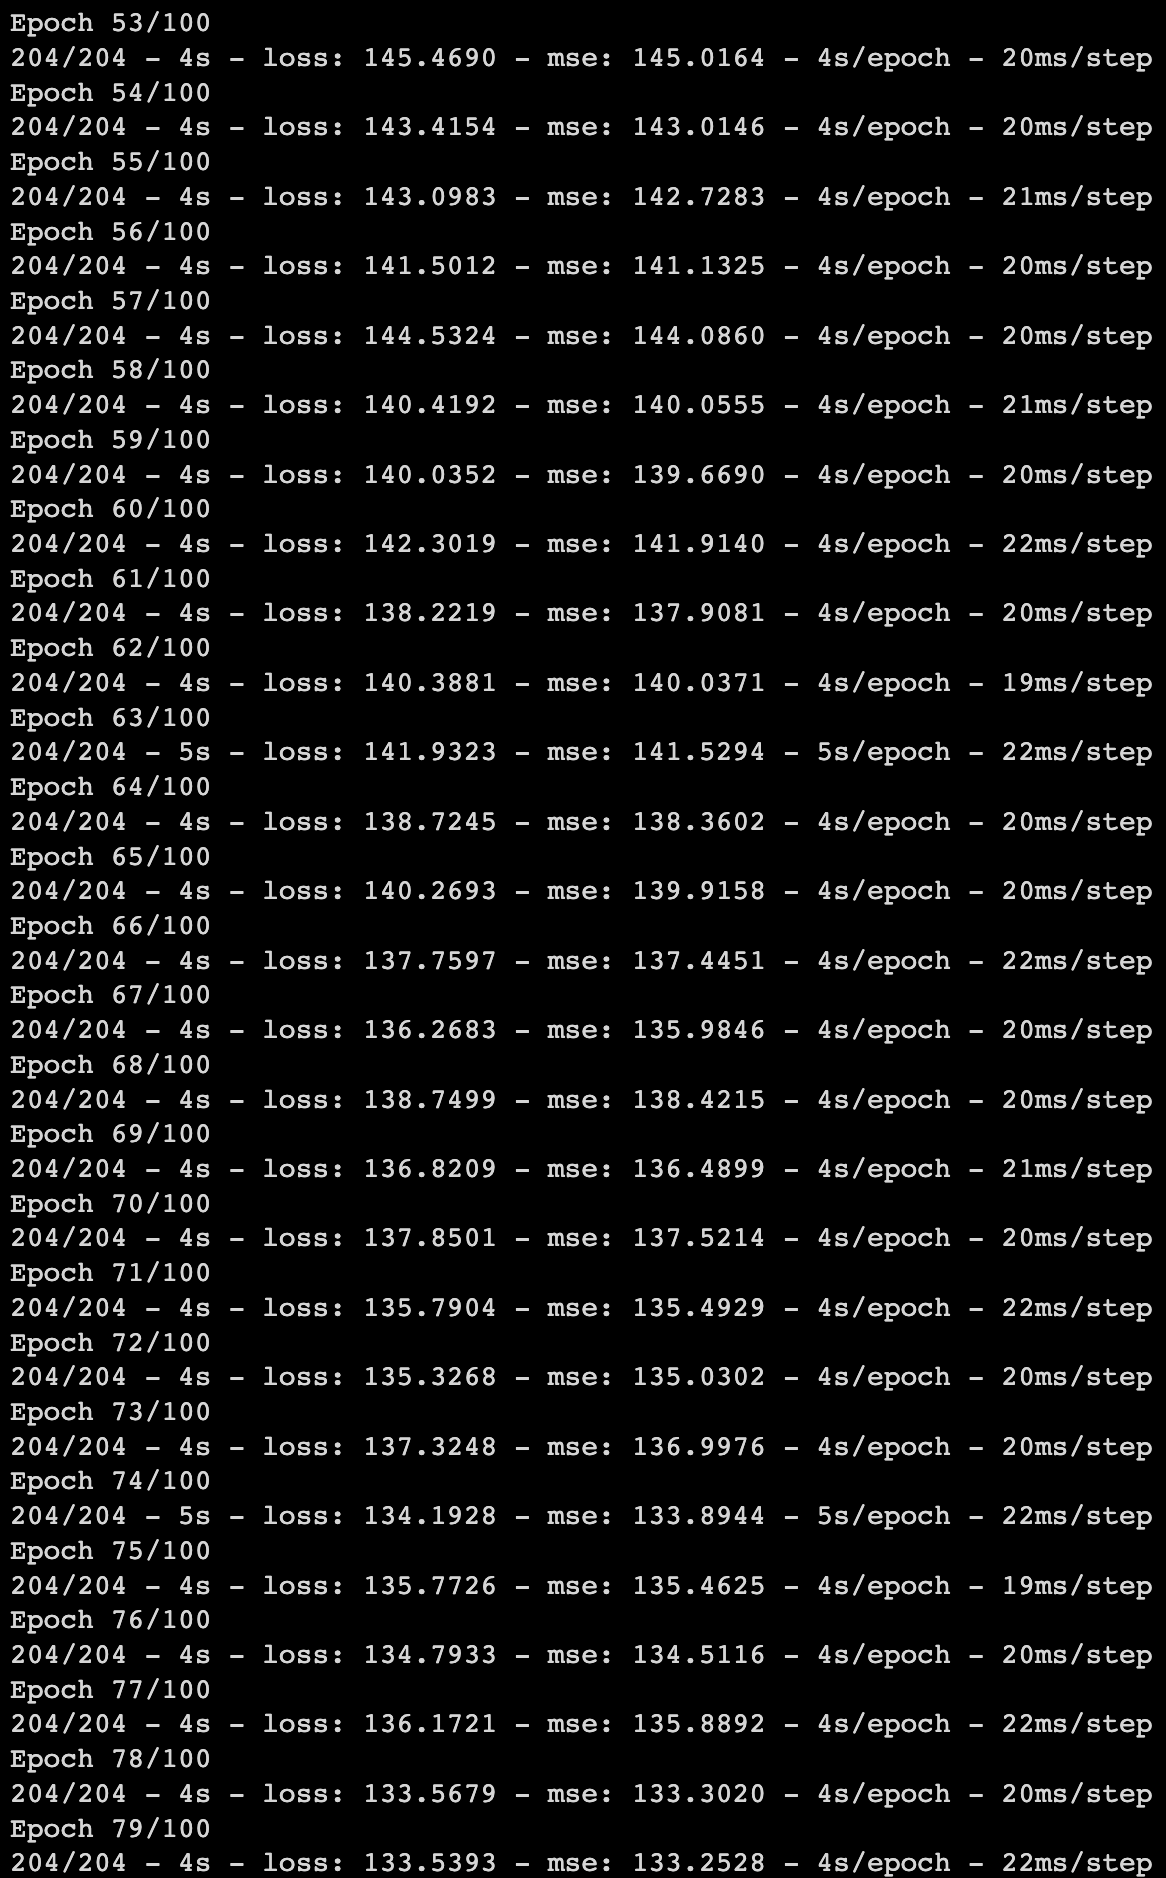 Epoch 53/100
204/204 - 4s - loss: 145.4690 - mse: 145.0164 - 4s/epoch - 20ms/step
Epoch 54/100
204/204 - 4s - loss: 143.4154 - mse: 143.0146 - 4s/epoch - 20ms/step
Epoch 55/100
204/204 - 4s - loss: 143.0983 - mse: 142.7283 - 4s/epoch - 21ms/step
Epoch 56/100
204/204 - 4s - loss: 141.5012 - mse: 141.1325 - 4s/epoch - 20ms/step
Epoch 57/100
204/204 - 4s - loss: 144.5324 - mse: 144.0860 - 4s/epoch - 20ms/step
Epoch 58/100
204/204 - 4s - loss: 140.4192 - mse: 140.0555 - 4s/epoch - 21ms/step
Epoch 59/100
204/204 - 4s - loss: 140.0352 - mse: 139.6690 - 4s/epoch - 20ms/step
Epoch 60/100
204/204 - 4s - loss: 142.3019 - mse: 141.9140 - 4s/epoch - 22ms/step
Epoch 61/100
204/204 - 4s - loss: 138.2219 - mse: 137.9081 - 4s/epoch - 20ms/step
Epoch 62/100
204/204 - 4s - loss: 140.3881 - mse: 140.0371 - 4s/epoch - 19ms/step
Epoch 63/100
204/204 - 5s - loss: 141.9323 - mse: 141.5294 - 5s/epoch - 22ms/step
Epoch 64/100
204/204 - 4s - loss: 138.7245 - mse: 138.3602 - 4s/epoch - 20ms/step
Epoch 65/100
204/204 - 4s - loss: 140.2693 - mse: 139.9158 - 4s/epoch - 20ms/step
Epoch 66/100
204/204 - 4s - loss: 137.7597 - mse: 137.4451 - 4s/epoch - 22ms/step
Epoch 67/100
204/204 - 4s - loss: 136.2683 - mse: 135.9846 - 4s/epoch - 20ms/step
Epoch 68/100
204/204 - 4s - loss: 138.7499 - mse: 138.4215 - 4s/epoch - 20ms/step
Epoch 69/100
204/204 - 4s - loss: 136.8209 - mse: 136.4899 - 4s/epoch - 21ms/step
Epoch 70/100
204/204 - 4s - loss: 137.8501 - mse: 137.5214 - 4s/epoch - 20ms/step
Epoch 71/100
204/204 - 4s - loss: 135.7904 - mse: 135.4929 - 4s/epoch - 22ms/step
Epoch 72/100
204/204 - 4s - loss: 135.3268 - mse: 135.0302 - 4s/epoch - 20ms/step
Epoch 73/100
204/204 - 4s - loss: 137.3248 - mse: 136.9976 - 4s/epoch - 20ms/step
Epoch 74/100
204/204 - 5s - loss: 134.1928 - mse: 133.8944 - 5s/epoch - 22ms/step
Epoch 75/100
204/204 - 4s - loss: 135.7726 - mse: 135.4625 - 4s/epoch - 19ms/step
Epoch 76/100
204/204 - 4s - loss: 134.7933 - mse: 134.5116 - 4s/epoch - 20ms/step
Epoch 77/100
204/204 - 4s - loss: 136.1721 - mse: 135.8892 - 4s/epoch - 22ms/step
Epoch 78/100
204/204 - 4s - loss: 133.5679 - mse: 133.3020 - 4s/epoch - 20ms/step
Epoch 79/100
204/204 - 4s - loss: 133.5393 - mse: 133.2528 - 4s/epoch - 22ms/step